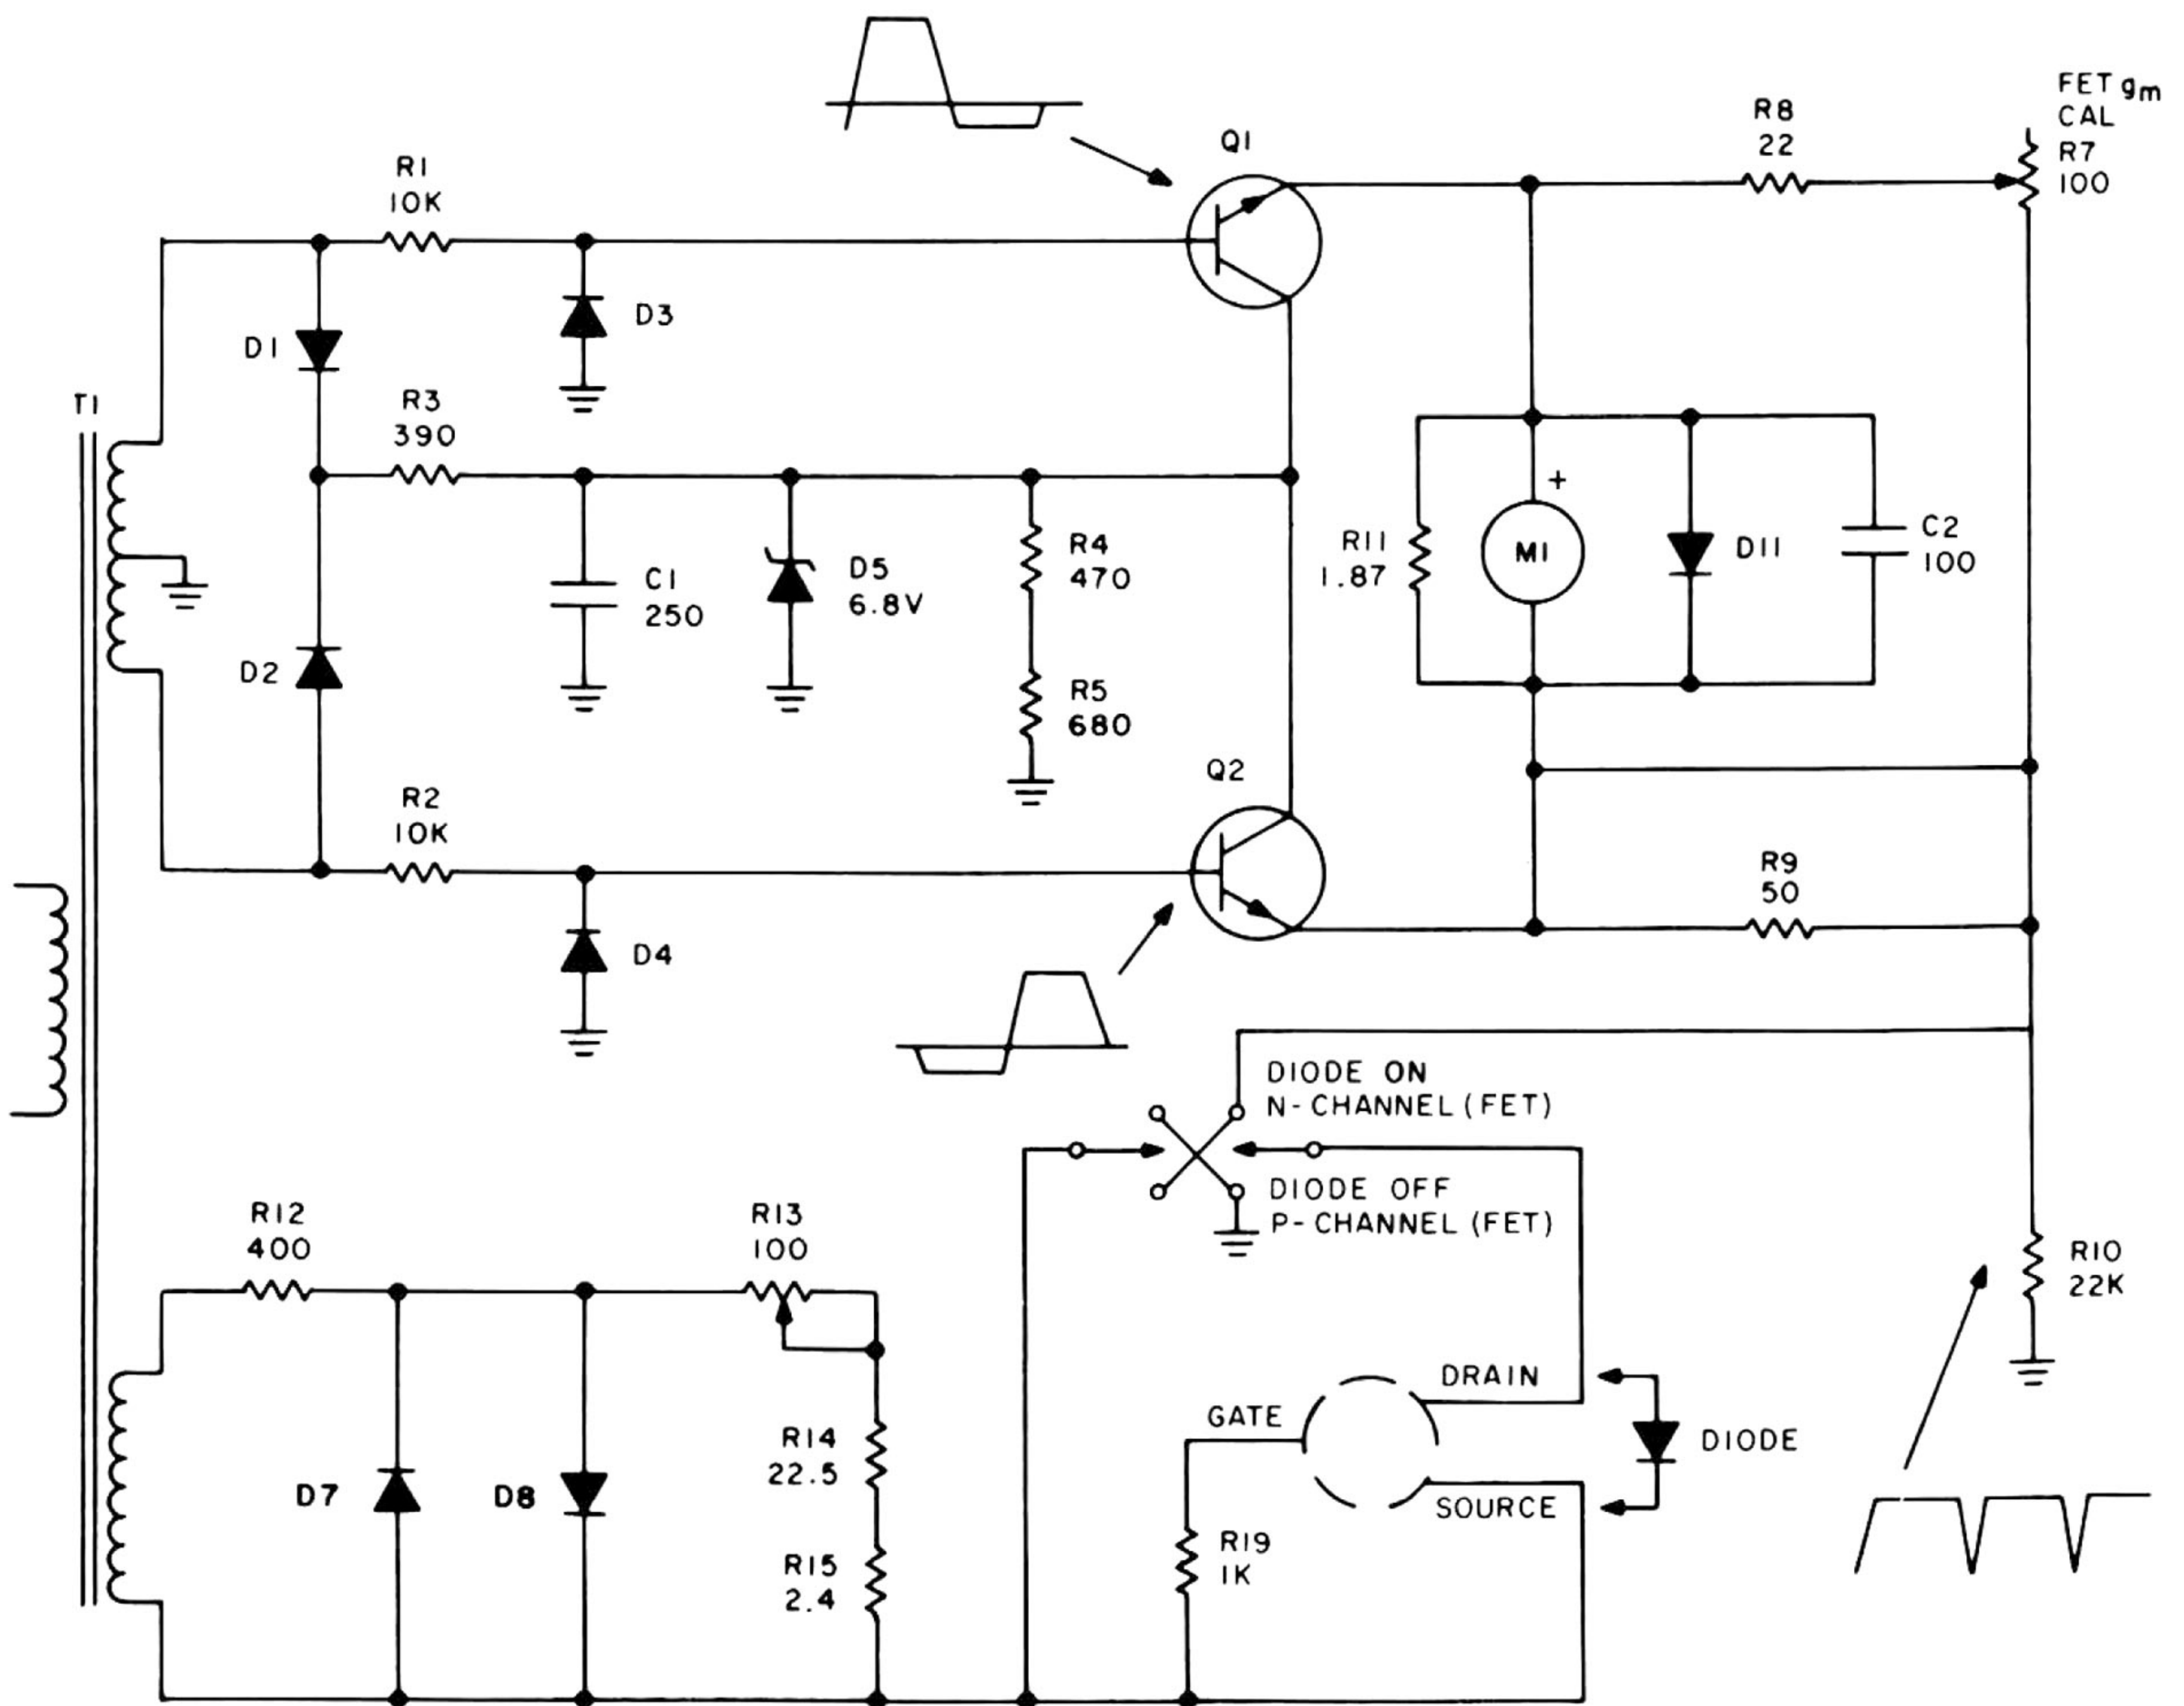 FET gm
CAL
R7
100
R8
22
Q1
R1
10K
D3
D1
T1
R3
390
+
R11
1.87
M1
D11
C2
100
R4
470
D5
6.8V
C1
250
D2
R5
680
Q2
R2
10K
R9
50
D4
DIODE ON
N-CHANNEL (FET)
DIODE OFF
P-CHANNEL (FET)
R12
400
R13
100
R10
22K
DRAIN
GATE
DIODE
R14
22.5
D7
D8
SOURCE
R19
1K
R15
2.4